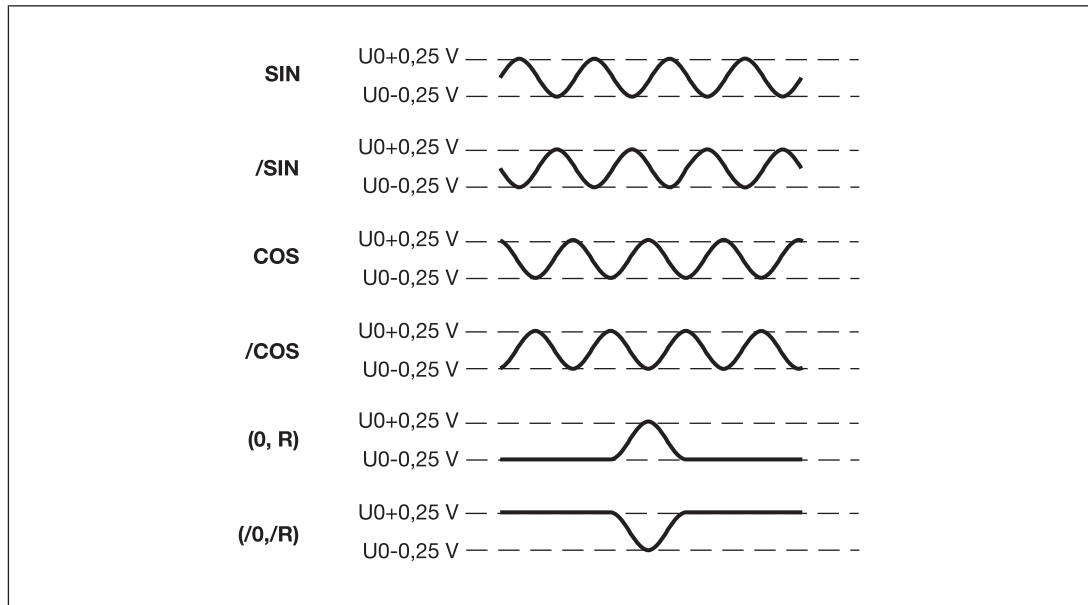 SIN
U0+0,25 V
U0-0,25 V
/SIN
U0+0,25 V
U0-0,25 V
COS
U0+0,25 V
U0-0,25 V
/COS
U0+0,25 V
U0-0,25 V
(0, R)
U0+0,25 V
U0-0,25 V
(/0,/R)
U0+0,25 V
U0-0,25 V